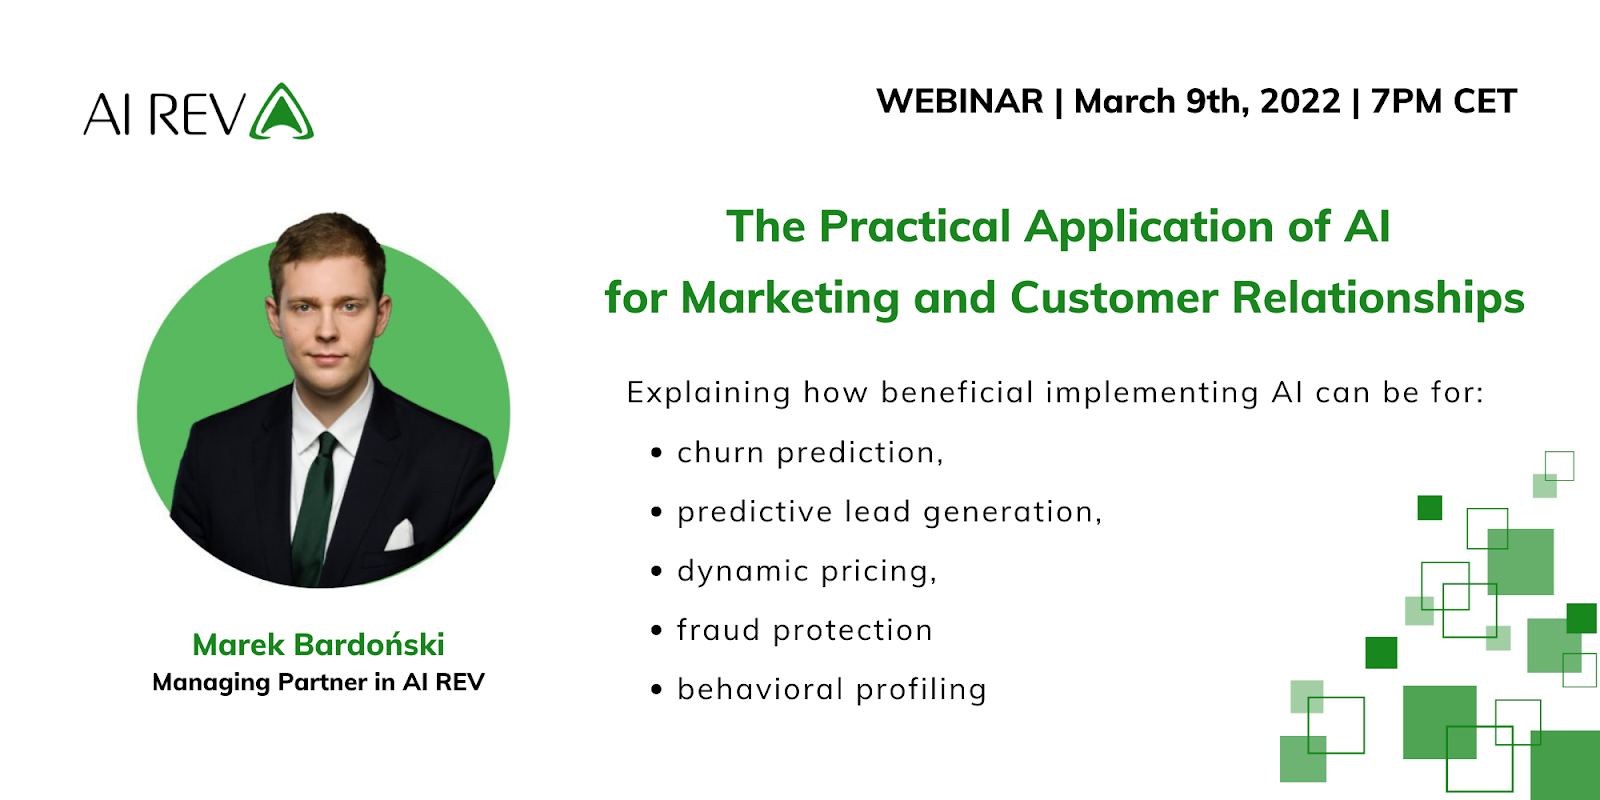 AI REV
WEBINAR | March 9th, 2022 | 7PM CET
The Practical Application of AI
for Marketing and Customer Relationships
Explaining how beneficial implementing AI can be for:
• churn prediction,
• predictive lead generation,
• dynamic pricing,
• fraud protection
• behavioral profiling
Marek Bardoński
Managing Partner in AI REV